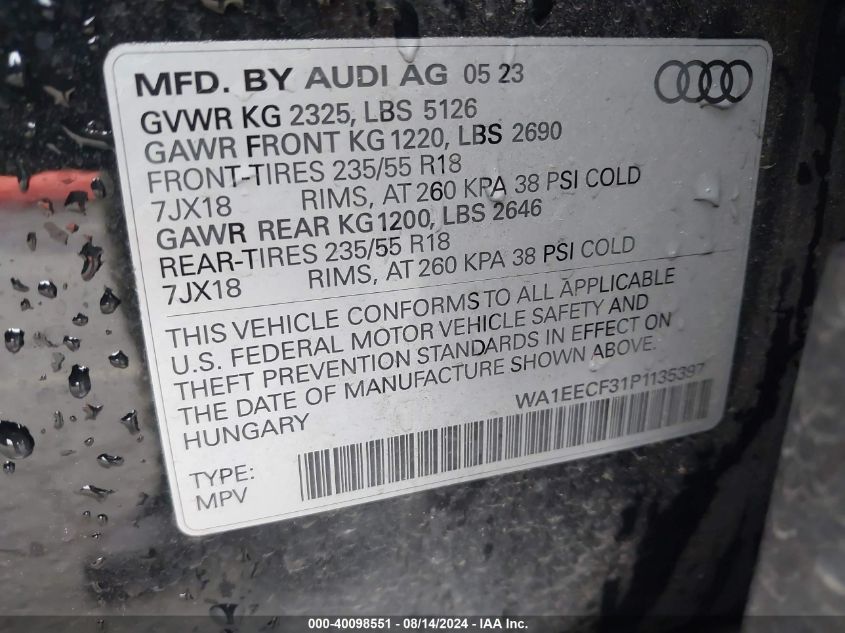 MFD. BY AUDI AG 05 23
GVWR KG 2325, LBS 5126
GAWR FRONT KG 1220, LBS 2690
FRONT-TIRES 235/55 R18
7JX18 RIMS, AT 260 KPA 38 PSI COLD
GAWR REAR KG 1200, LBS 2646
REAR-TIRES 235/55 R18
7JX18 RIMS, AT 260 KPA 38 PSI COLD
THIS VEHICLE CONFORMS TO ALL APPLICABLE
U.S. FEDERAL MOTOR VEHICLE SAFETY AND
THEFT PREVENTION STANDARDS IN EFFECT ON
THE DATE OF MANUFACTURE SHOWN ABOVE.
HUNGARY WA1EECF31P1135397
TYPE:
MPV
000-40098551 - 08/14/2024 - IAA Inc.